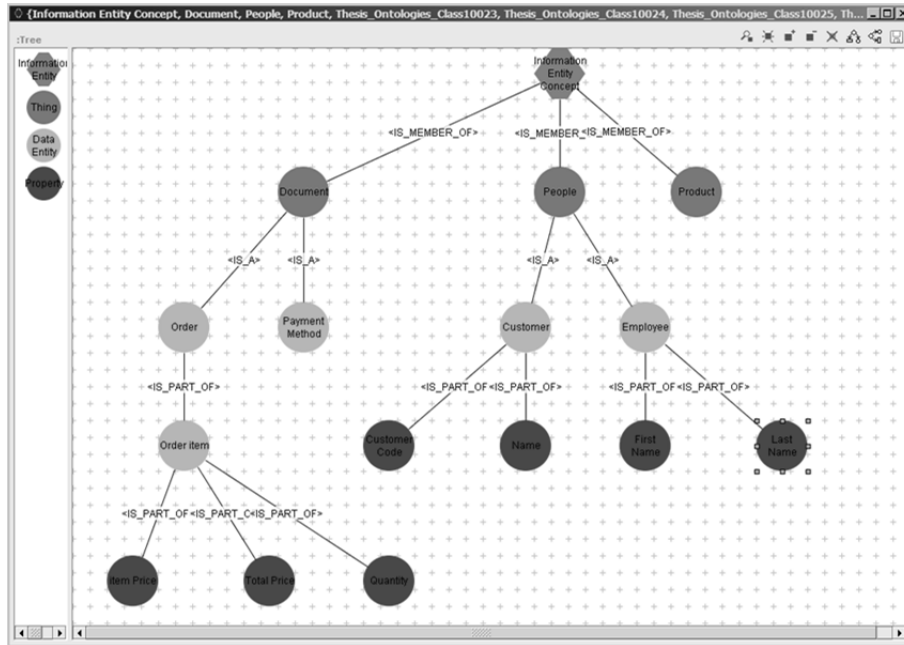 {Information Entity Concept, Document, People, Product, Thesis_Ontologies_Class10023, Thesis_Ontologies_Class10024, Thesis_Ontologies_Class10025, Th...
:Tree
Information
Entity
Thing
Data
Entity
Property
Information
Entity
Concept
<IS_MEMBER_OF>
<IS_MEMBER_
<IS_MEMBER_OF>
Document
People
Product
<IS_A>
<IS_A>
<IS_A>
<IS_A>
Order
Payment
Method
Customer
Employee
<IS_PART_OF>
<IS_PART_OF
<IS_PART_OF>
<IS_PART_OF
<IS_PART_OF>
Order item
Customer
Code
Name
First
Name
Last
Name
<IS_PART_OF
<IS_PART_O
<IS_PART_OF>
Item Price
Total Price
Quantity